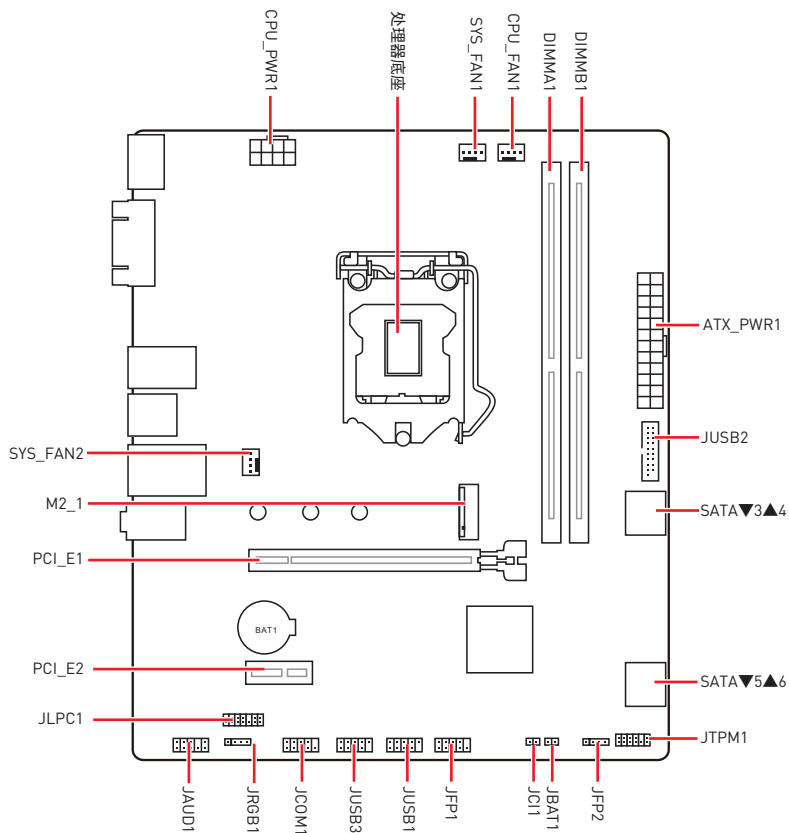 CPU_PWR1
处理器底座
SYS_FAN1
CPU_FAN1
DIMMA1
DIMMB1
ATX_PWR1
JUSB2
SYS_FAN2
M2_1
SATA▼3▲4
PCI_E1
BAT1
PCI_E2
SATA▼5▲6
JLPC1
JTPM1
JAUD1
JRGB1
JCOM1
JUSB3
JUSB1
JFP1
JCI1
JBAT1
JFP2